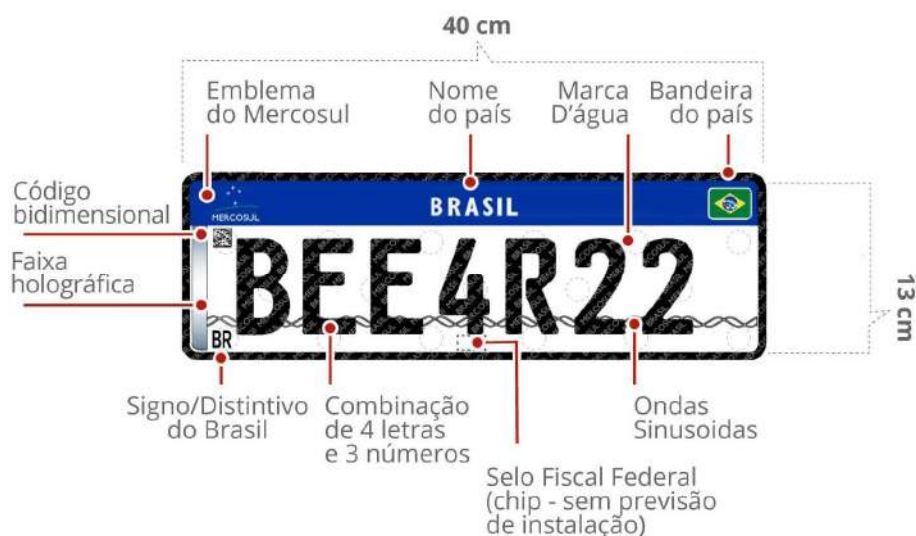 40 cm
Emblema
do Mercosul
Nome
do país
Marca
D'água
Bandeira
do país
Código
bidimensional
Faixa
holográfica
MERCOSUL
BRASIL
BEE4R22
BR
13 cm
Signo/Distintivo
do Brasil
Combinação
de 4 letras
e 3 números
Ondas
Sinusoidas
Selo Fiscal Federal
(chip - sem previsão
de instalação)